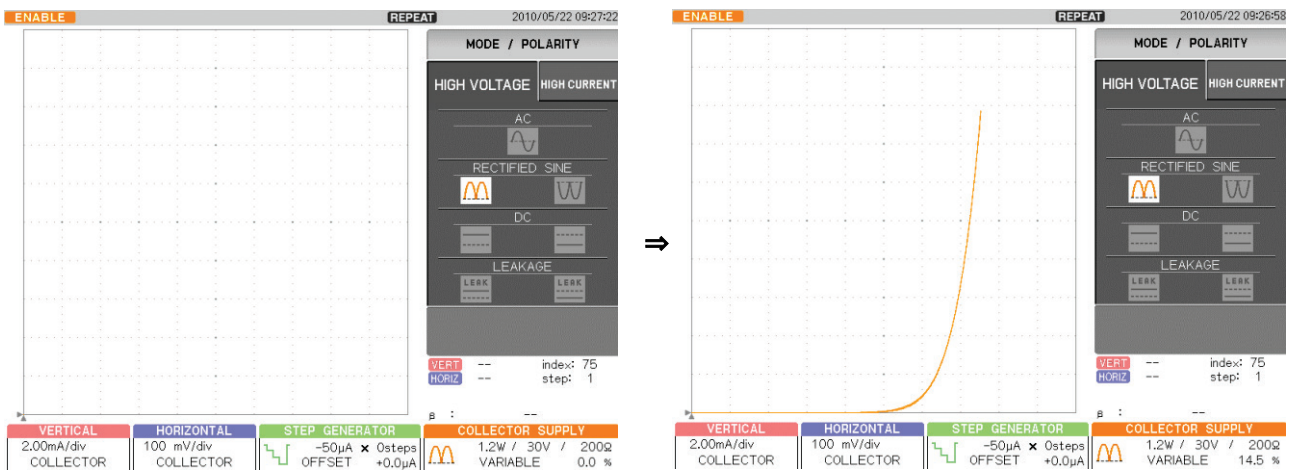 ENABLE REPEAT 2010/05/22 09:27:22
MODE / POLARITY
HIGH VOLTAGE HIGH CURRENT
AC
RECTIFIED SINE
DC
LEAKAGE
LEAK LEAK
VERT -- index: 75
HORIZ -- step: 1
β : --
VERTICAL HORIZONTAL STEP GENERATOR COLLECTOR SUPPLY
2.00mA/div 100 mV/div -50μA × 0steps 1.2W / 30V / 200Ω
COLLECTOR COLLECTOR OFFSET +0.0μA VARIABLE 0.0 %
⇒
ENABLE REPEAT 2010/05/22 09:26:58
MODE / POLARITY
HIGH VOLTAGE HIGH CURRENT
AC
RECTIFIED SINE
DC
LEAKAGE
LEAK LEAK
VERT -- index: 75
HORIZ -- step: 1
β : --
VERTICAL HORIZONTAL STEP GENERATOR COLLECTOR SUPPLY
2.00mA/div 100 mV/div -50μA × 0steps 1.2W / 30V / 200Ω
COLLECTOR COLLECTOR OFFSET +0.0μA VARIABLE 14.5 %